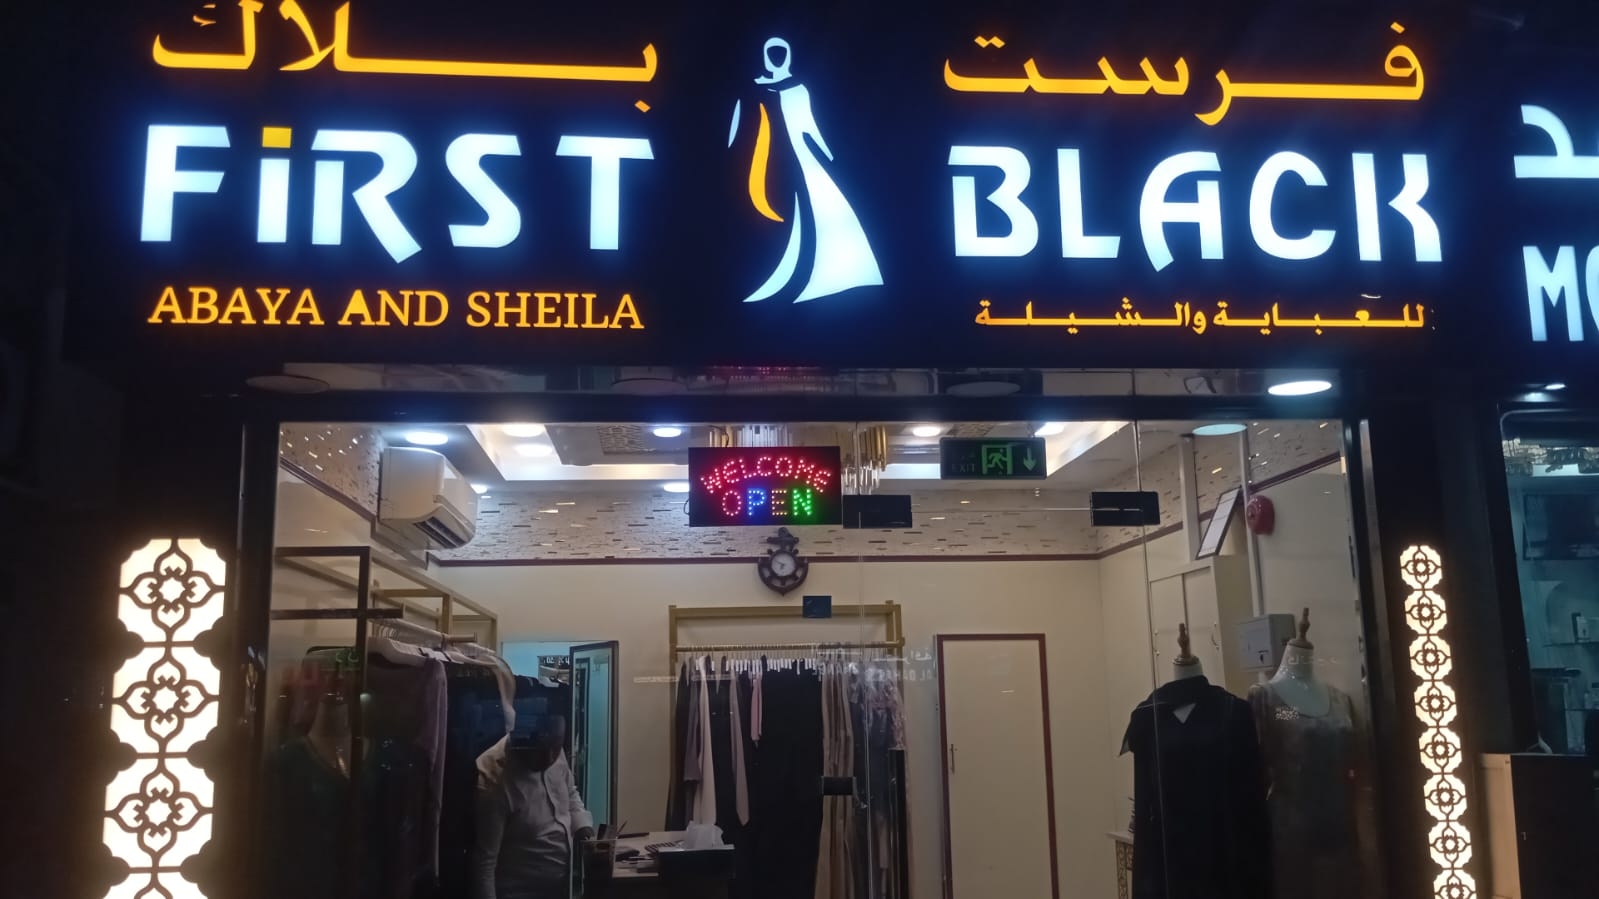 فرست بلاك
FiRST BLACK
ABAYA AND SHEILA
للعباية والشيلة
WELCOME
OPEN
EXIT